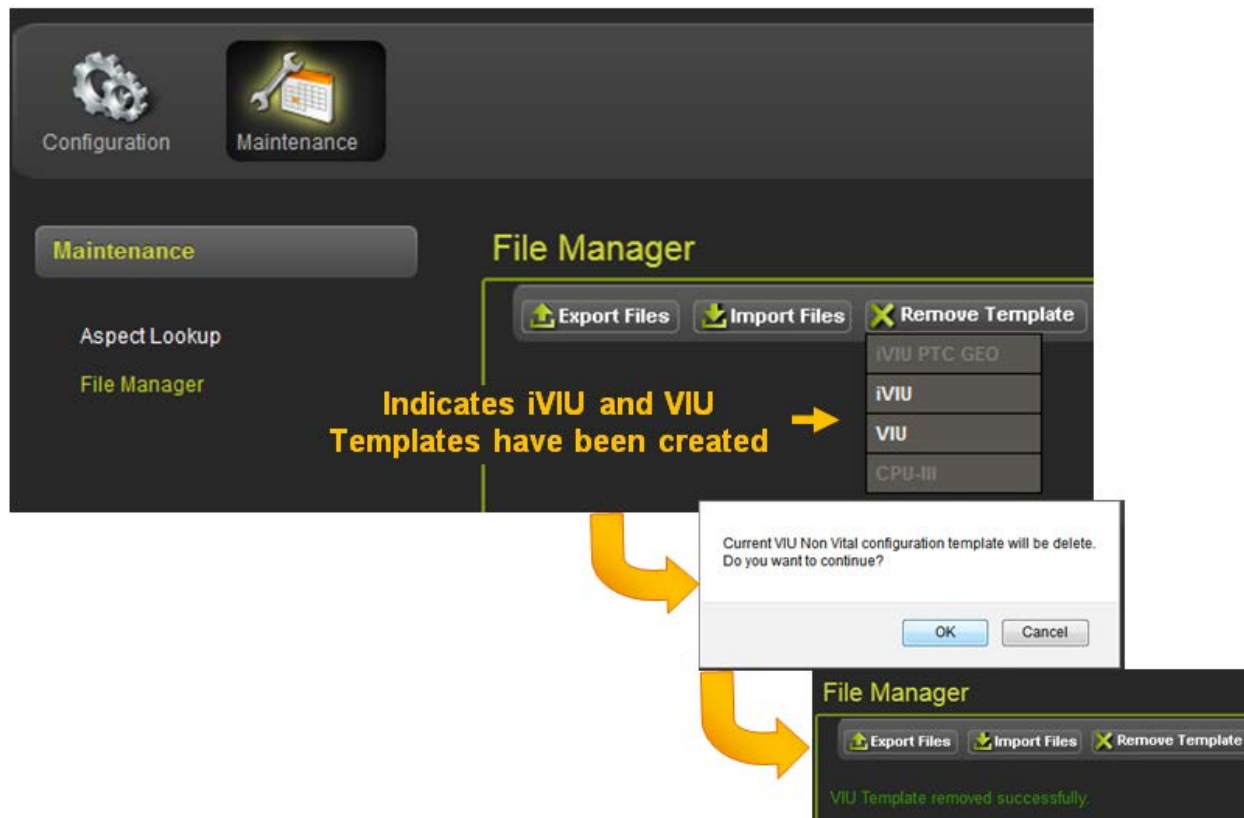 Configuration
Maintenance
Maintenance
Aspect Lookup
File Manager
File Manager
Export Files
Import Files
Remove Template
iVIU PTC GEO
iVIU
VIU
CPU-III
Indicates iVIU and VIU
Templates have been created
Current VIU Non Vital configuration template will be delete.
Do you want to continue?
OK
Cancel
File Manager
Export Files
Import Files
Remove Template
VIU Template removed successfully.